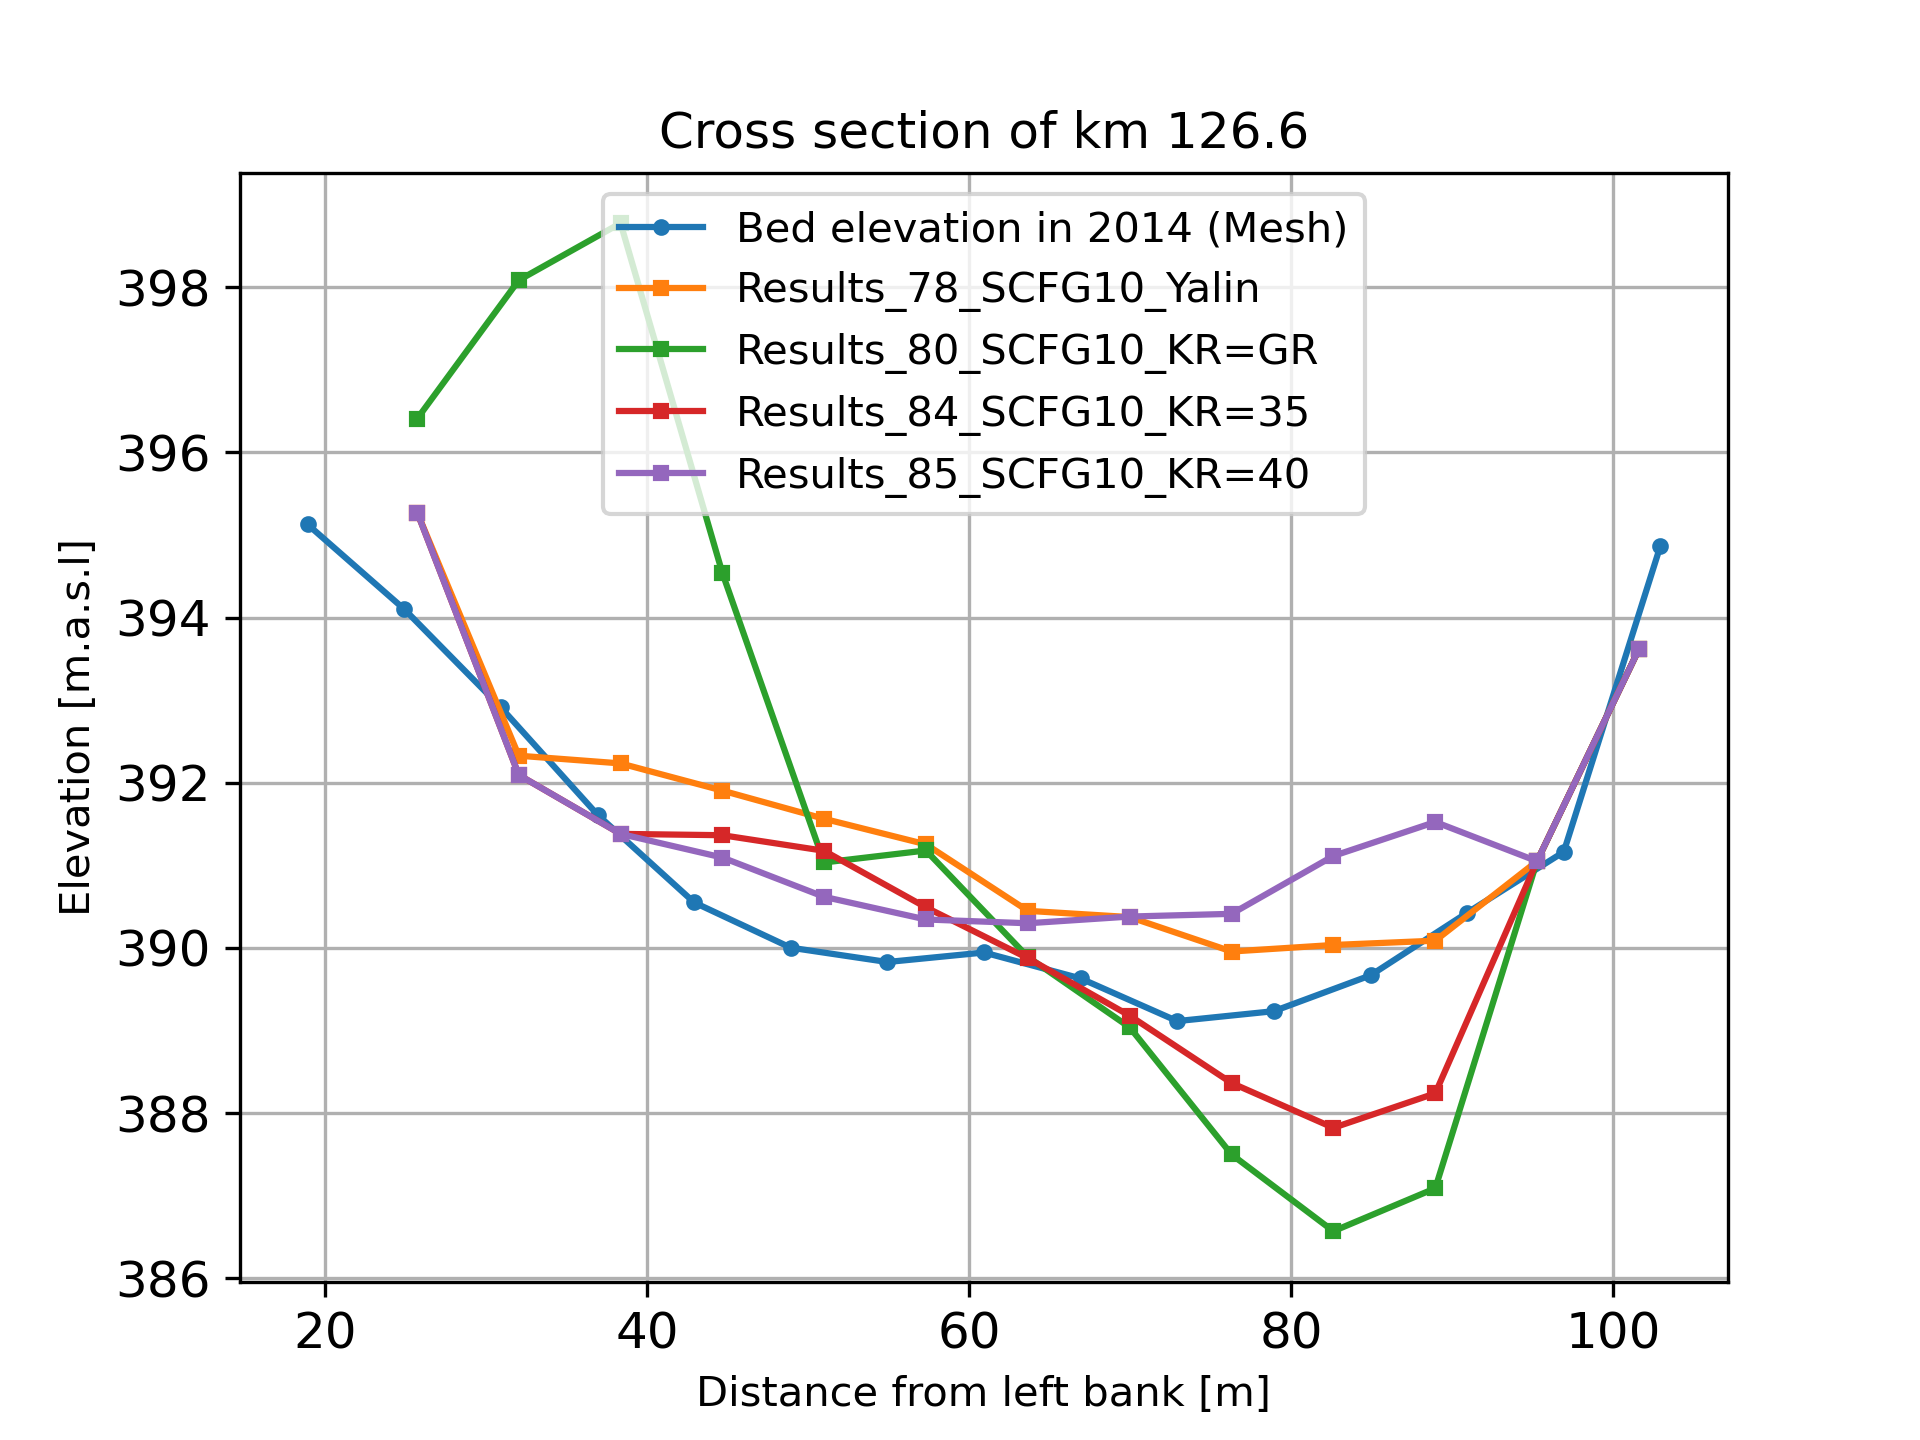 Cross section of km 126.6
Bed elevation in 2014 (Mesh)
Results_78_SCFG10_Yalin
Results_80_SCFG10_KR=GR
Results_84_SCFG10_KR=35
Results_85_SCFG10_KR=40
398
396
394
392
390
388
386
Elevation [m.a.s.l]
20 40 60 80 100
Distance from left bank [m]